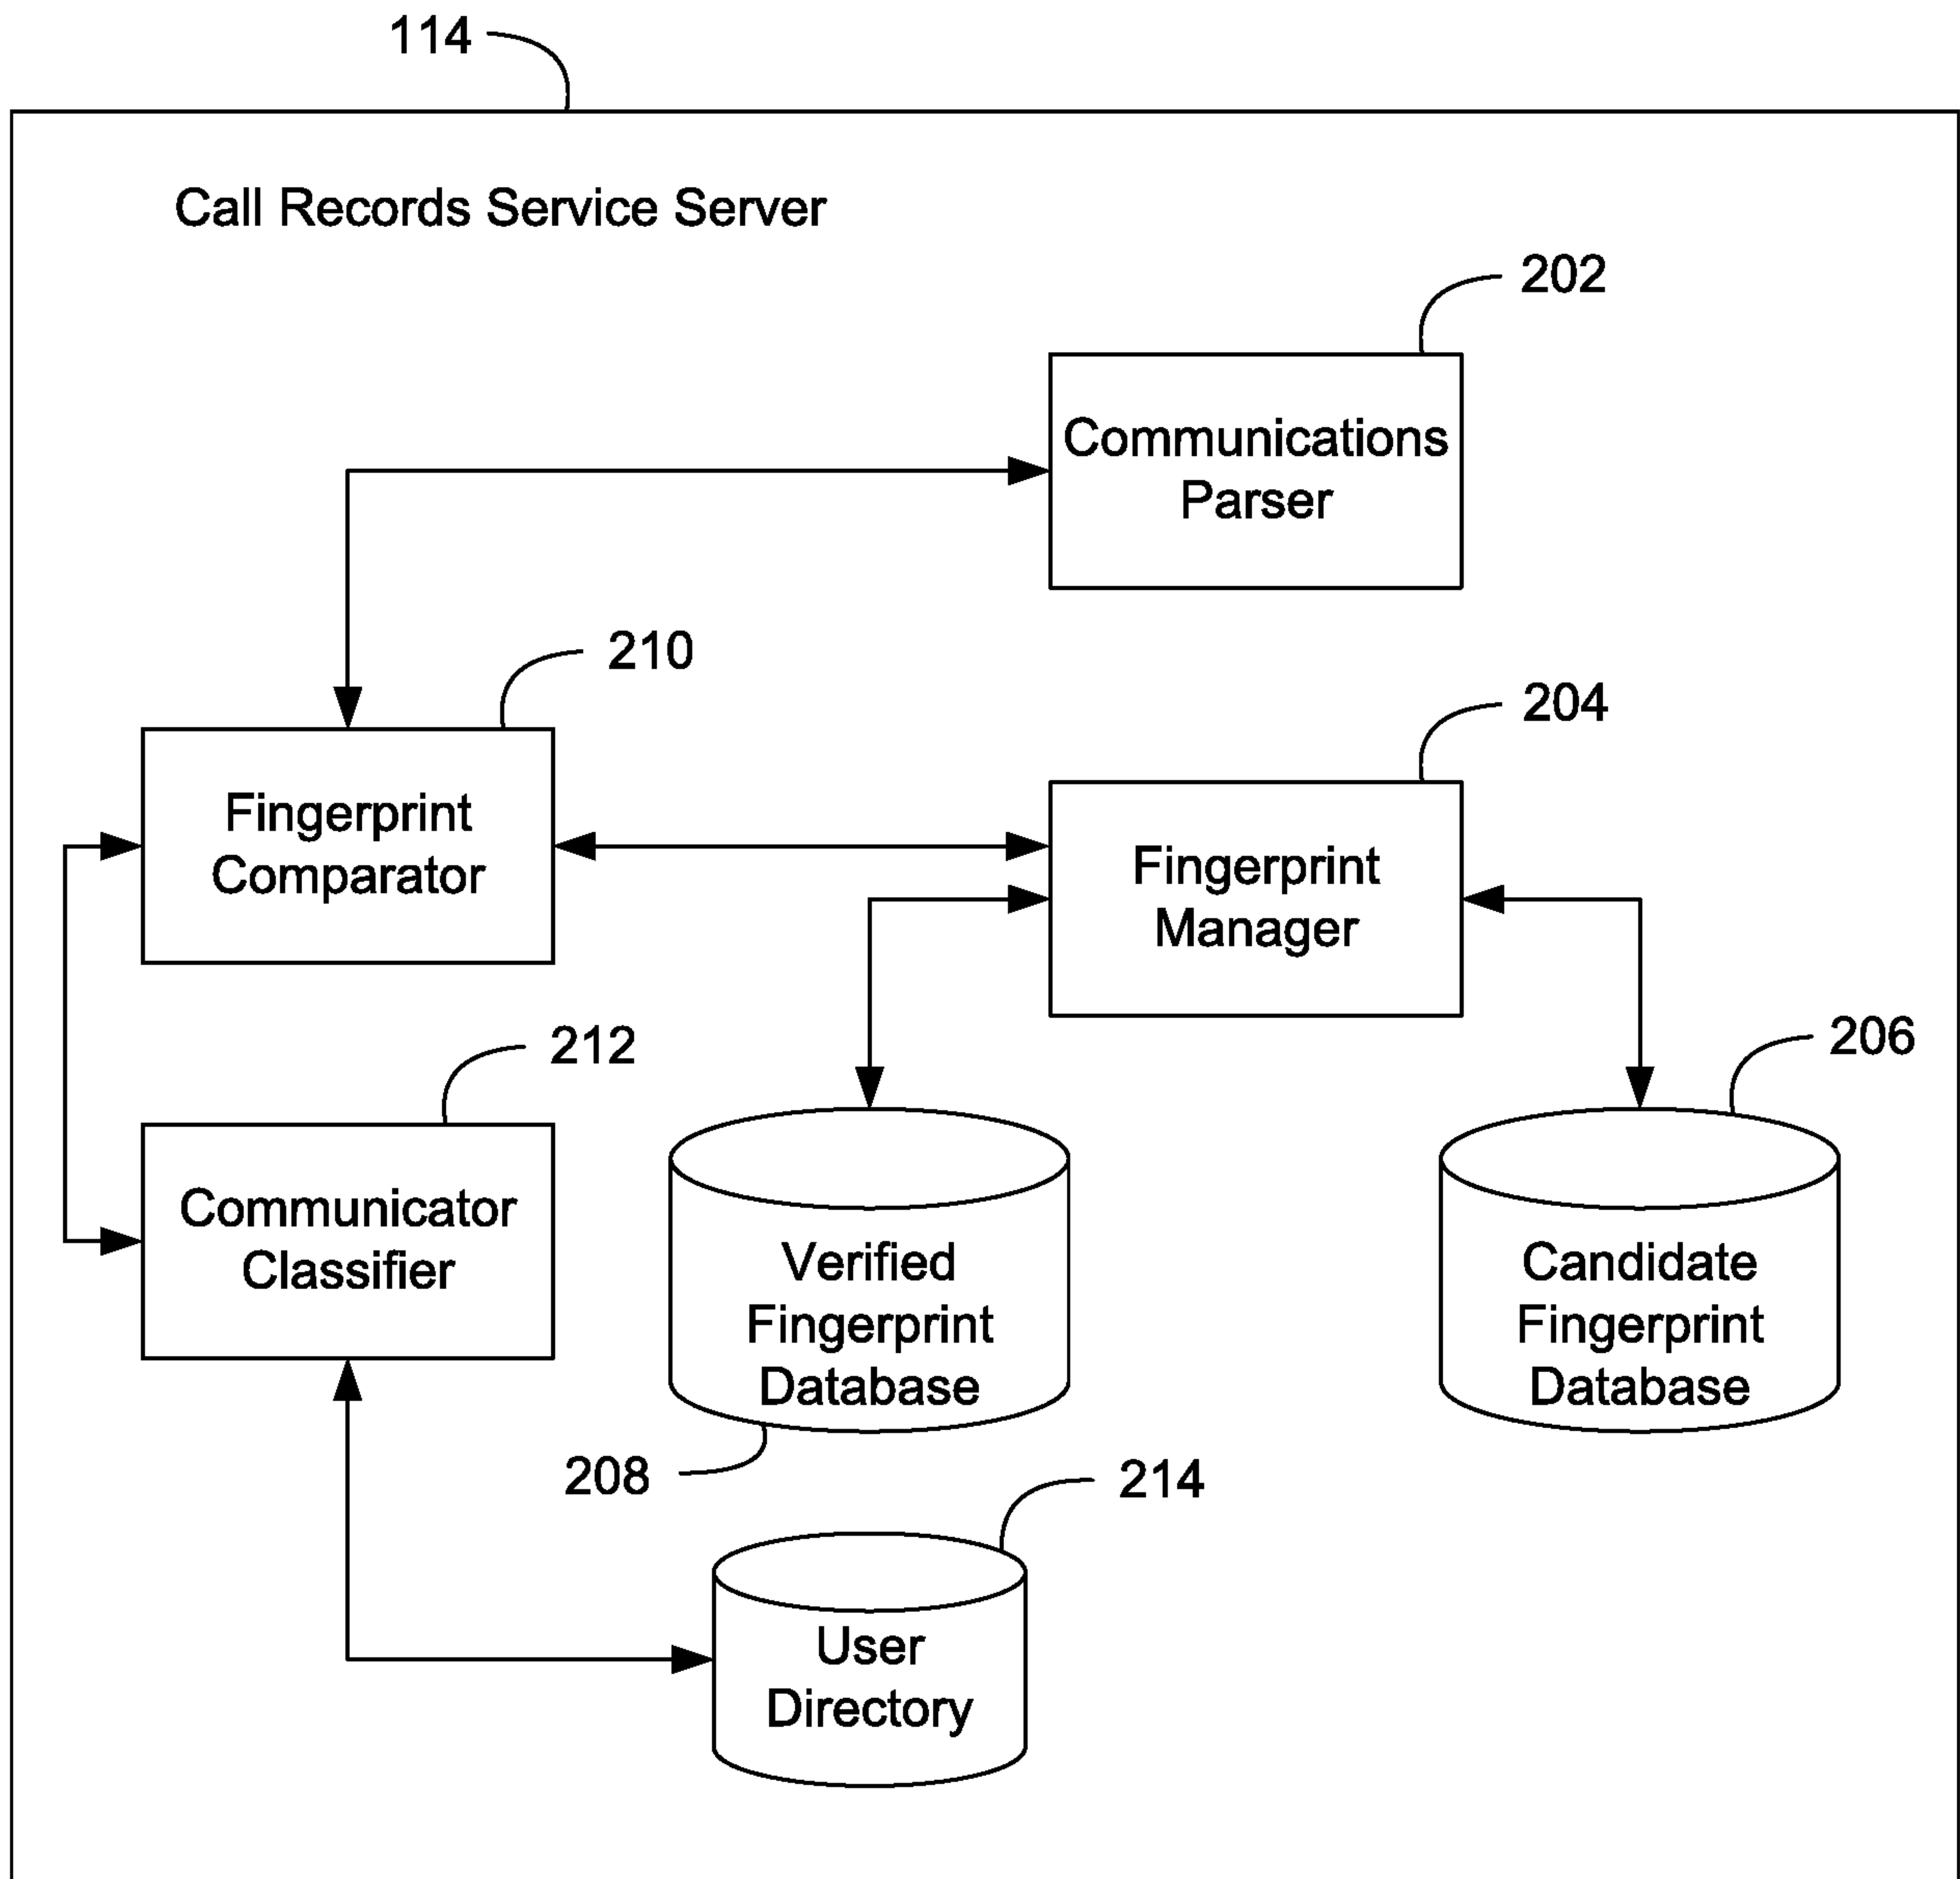 114
Call Records Service Server
202
Communications
Parser
210
204
Fingerprint
Comparator
Fingerprint
Manager
212
206
Communicator
Classifier
Verified
Fingerprint
Database
Candidate
Fingerprint
Database
208
214
User
Directory